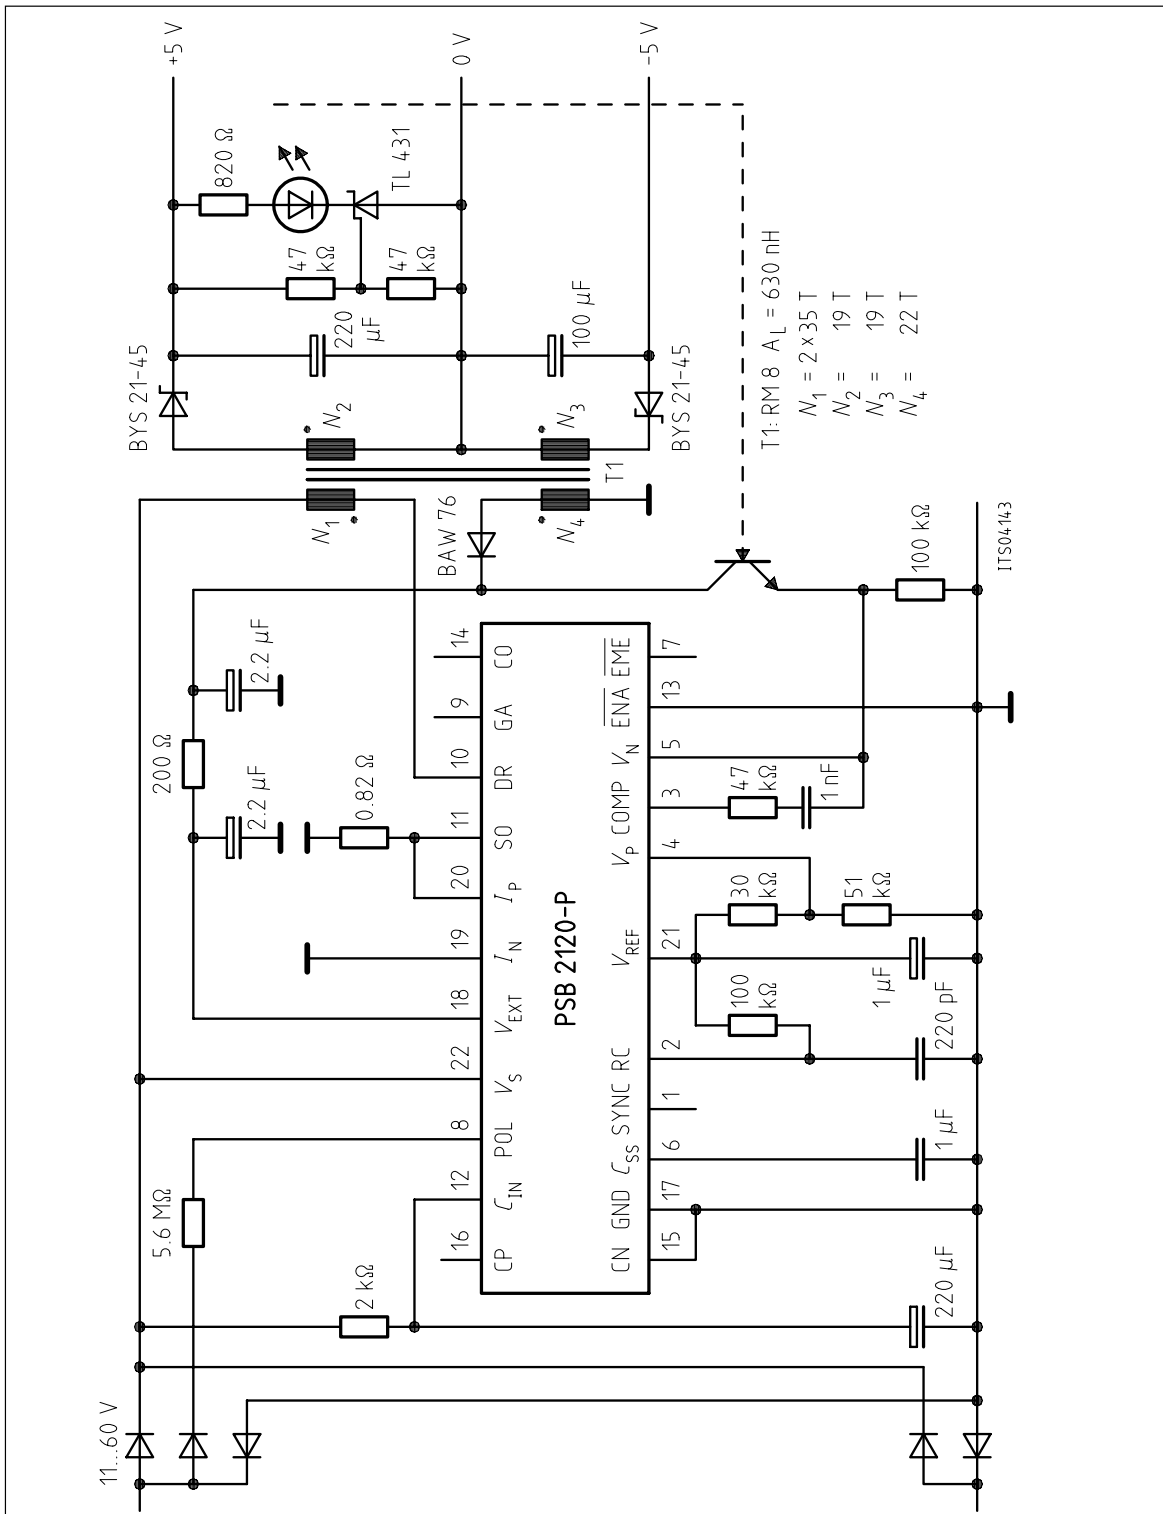 +5 V
0 V
−5 V
820 Ω
TL 431
47
kΩ
47
kΩ
220
µF
100 µF
BYS 21-45
BYS 21-45
N2
N3
N1
N4
T1
BAW 76
T1: RM 8 AL = 630 nH
N1 = 2 x 35 T
N2 = 19 T
N3 = 19 T
N4 = 22 T
2.2 µF
200 Ω
2.2 µF
0.82 Ω
5.6 MΩ
2 kΩ
11...60 V
16
12
8
22
18
19
20
11
10
9
14
CP
CIN
POL
VS
VEXT
IN
IP
SO
DR
GA
CO
PSB 2120-P
CN
GND
CSS
SYNC
RC
VREF
VP
COMP
VN
ENA
EME
15
17
6
1
2
21
4
3
5
13
7
100
kΩ
30
kΩ
51
kΩ
47
kΩ
1 nF
100 kΩ
220 µF
1 µF
220 pF
1 µF
ITS04143